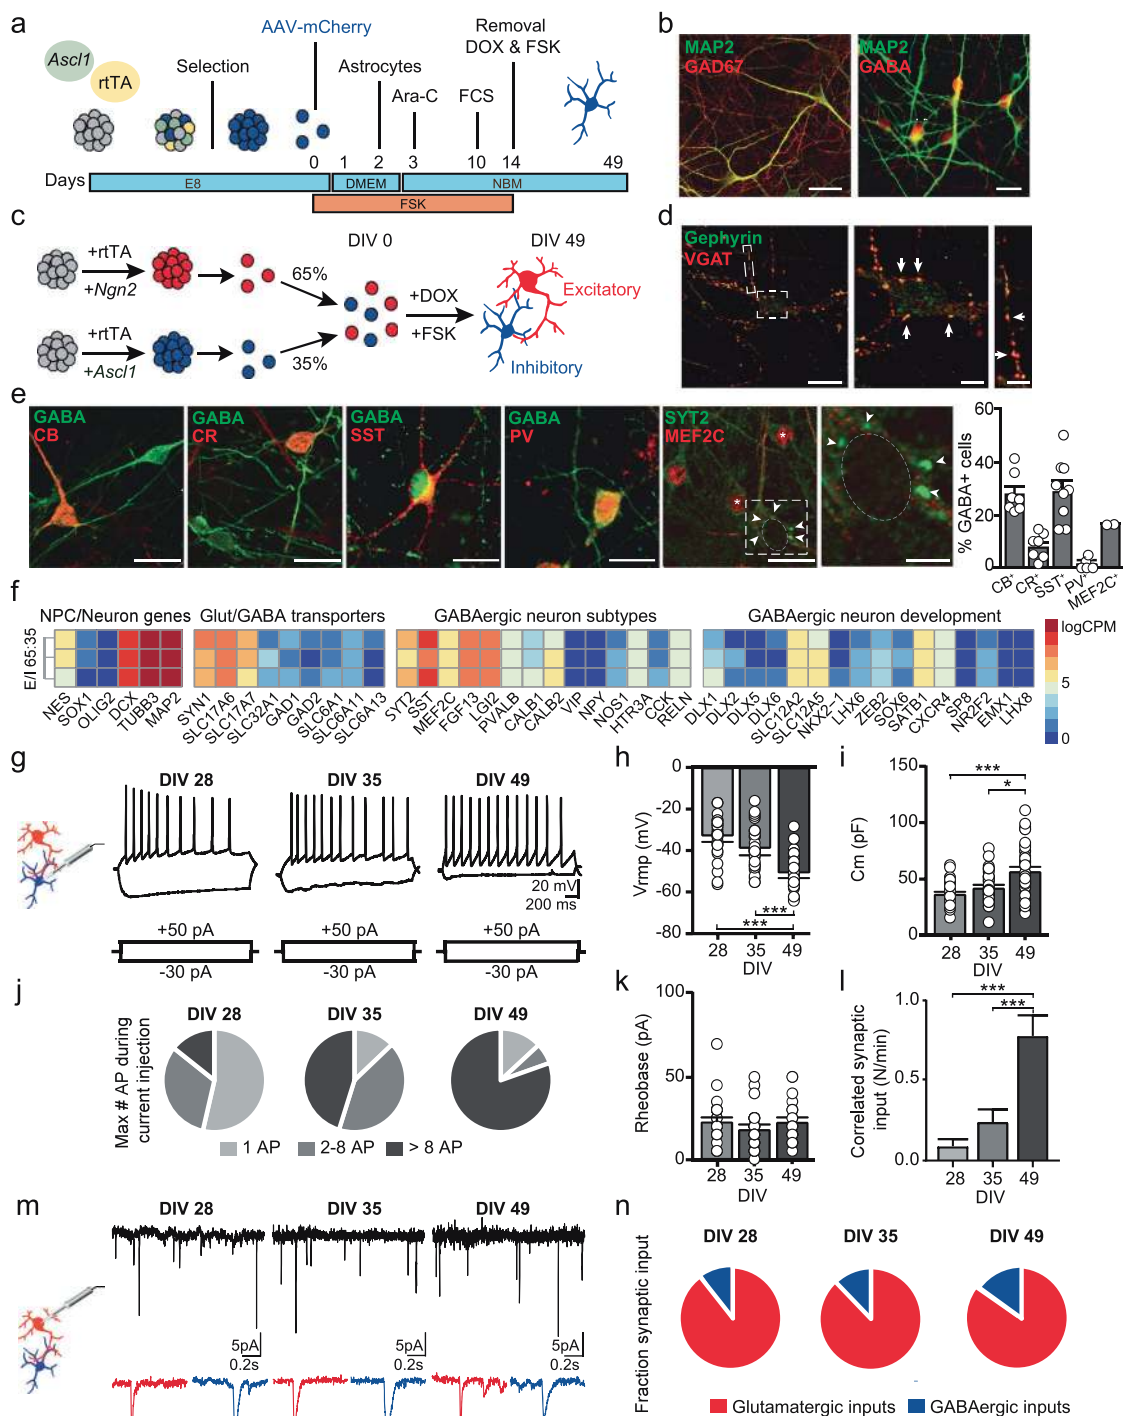 a
AAV-mCherry
Removal
DOX & FSK
Ascl1
rtTA
Selection
Astrocytes
Ara-C
FCS
0 1 2 3 10 14 49
Days
E8
DMEM
NBM
FSK
b
MAP2
GAD67
MAP2
GABA
c
DIV 0
DIV 49
+rtTA
+Ngn2
65%
+DOX
+FSK
Excitatory
+rtTA
+Ascl1
35%
Inhibitory
d
Gephyrin
VGAT
e
GABA
CB
GABA
CR
GABA
SST
GABA
PV
SYT2
MEF2C
*
*
% GABA+ cells
60
40
20
0
CB+
CR+
SST+
PV+
MEF2C+
f
NPC/Neuron genes
Glut/GABA transporters
GABAergic neuron subtypes
GABAergic neuron development
E/I 65:35
NES
SOX1
OLIG2
DCX
TUBB3
MAP2
SYN1
SLC17A6
SLC17A7
SLC32A1
GAD1
GAD2
SLC6A1
SLC6A11
SLC6A13
SYT2
SST
MEF2C
FGF13
LGI2
PVALB
CALB1
CALB2
VIP
NPY
NOS1
HTR3A
CCK
RELN
DLX1
DLX2
DLX5
DLX6
SLC12A2
SLC12A5
NKX2-1
LHX6
ZEB2
SOX6
SATB1
CXCR4
SP8
NR2F2
EMX1
LHX8
logCPM
5
0
g
DIV 28
DIV 35
DIV 49
20 mV
200 ms
+50 pA
-30 pA
+50 pA
-30 pA
+50 pA
-30 pA
h
Vrmp (mV)
0
-20
-40
-60
-80
***
***
28 35 49
DIV
i
Cm (pF)
150
100
50
0
***
*
28 35 49
DIV
j
Max # AP during
current injection
DIV 28
DIV 35
DIV 49
1 AP
2-8 AP
> 8 AP
k
Rheobase (pA)
100
50
0
28 35 49
DIV
l
Correlated synaptic
input (N/min)
1.0
0.5
0.0
***
***
28 35 49
DIV
m
DIV 28
DIV 35
DIV 49
5pA
0.2s
5pA
0.2s
5pA
0.2s
n
Fraction synaptic input
DIV 28
DIV 35
DIV 49
Glutamatergic inputs
GABAergic inputs